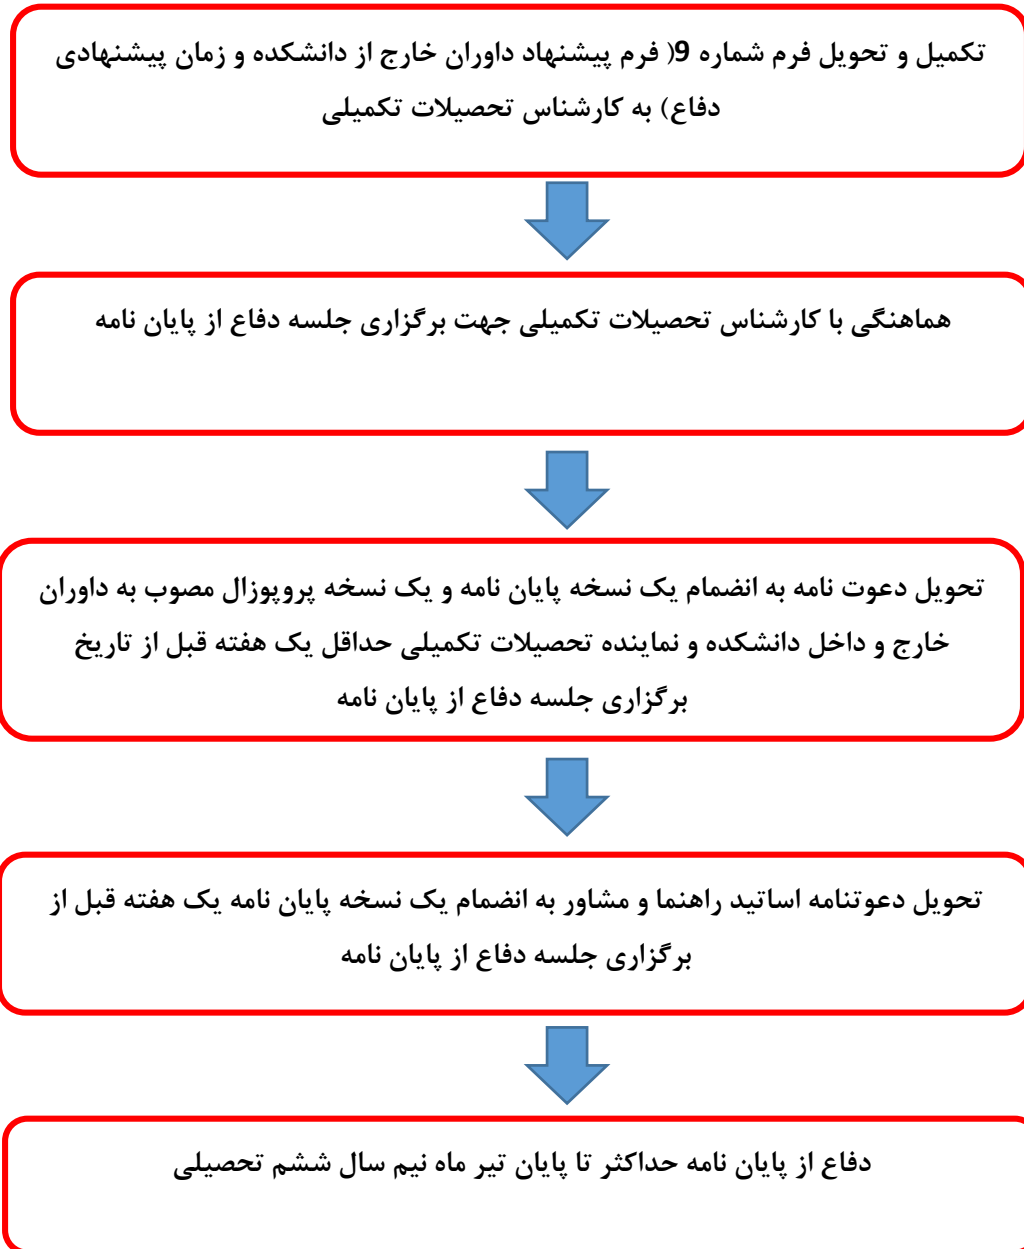 تکمیل و تحویل فرم شماره 9( فرم پیشنهاد داوران خارج از دانشکده و زمان پیشنهادی
دفاع) به کارشناس تحصیلات تکمیلی
هماهنگی با کارشناس تحصیلات تکمیلی جهت برگزاری جلسه دفاع از پایان نامه
تحویل دعوت نامه به انضمام یک نسخه پایان نامه و یک نسخه پروپوزال مصوب به داوران
خارج و داخل دانشکده و نماینده تحصیلات تکمیلی حداقل یک هفته قبل از تاریخ
برگزاری جلسه دفاع از پایان نامه
تحویل دعوتنامه اساتید راهنما و مشاور به انضمام یک نسخه پایان نامه یک هفته قبل از
برگزاری جلسه دفاع از پایان نامه
دفاع از پایان نامه حداکثر تا پایان تیر ماه نیم سال ششم تحصیلی